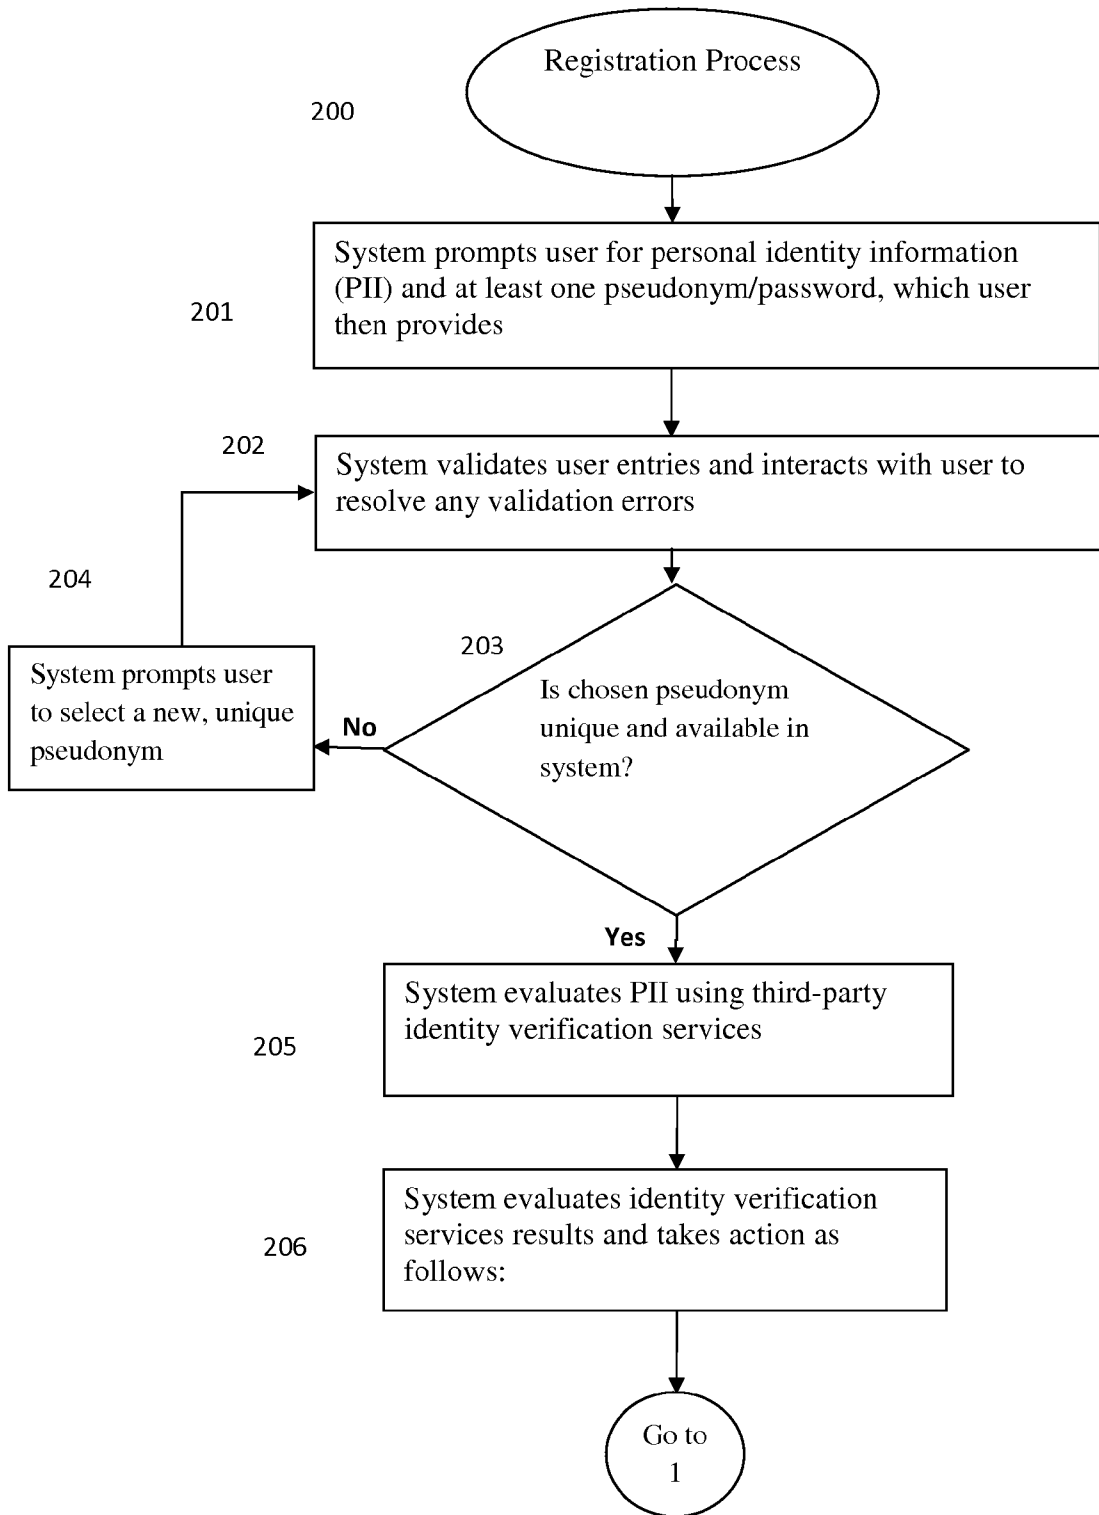 Registration Process
200
System prompts user for personal identity information
(PII) and at least one pseudonym/password, which user
then provides
201
202
System validates user entries and interacts with user to
resolve any validation errors
204
203
System prompts user
to select a new, unique
pseudonym
No
Is chosen pseudonym
unique and available in
system?
Yes
System evaluates PII using third-party
identity verification services
205
System evaluates identity verification
services results and takes action as
follows:
206
Go to
1